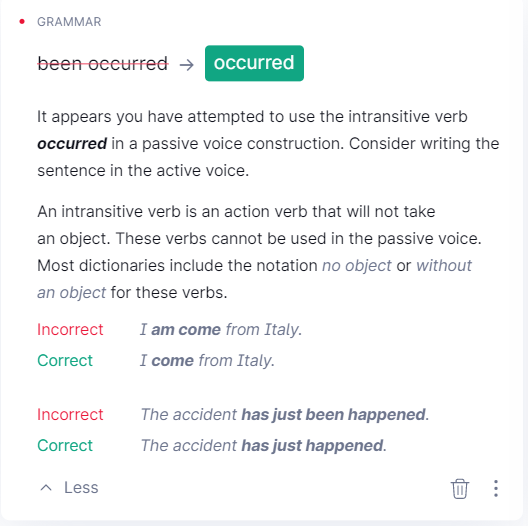 GRAMMAR
been occurred → occurred
It appears you have attempted to use the intransitive verb
occurred in a passive voice construction. Consider writing the
sentence in the active voice.
An intransitive verb is an action verb that will not take
an object. These verbs cannot be used in the passive voice.
Most dictionaries include the notation no object or without
an object for these verbs.
Incorrect I am come from Italy.
Correct I come from Italy.
Incorrect The accident has just been happened.
Correct The accident has just happened.
Less